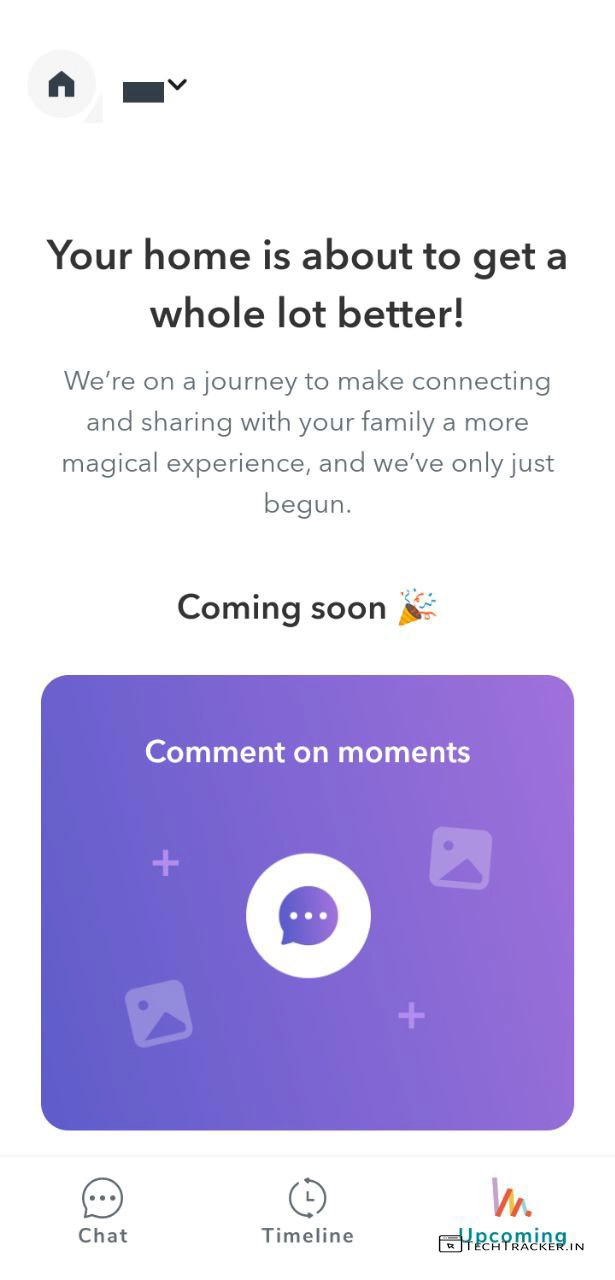 Your home is about to get a
whole lot better!
We’re on a journey to make connecting
and sharing with your family a more
magical experience, and we’ve only just
begun.
Coming soon 🎉
Comment on moments
Chat
Timeline
Upcoming
TECHTRACKER.IN